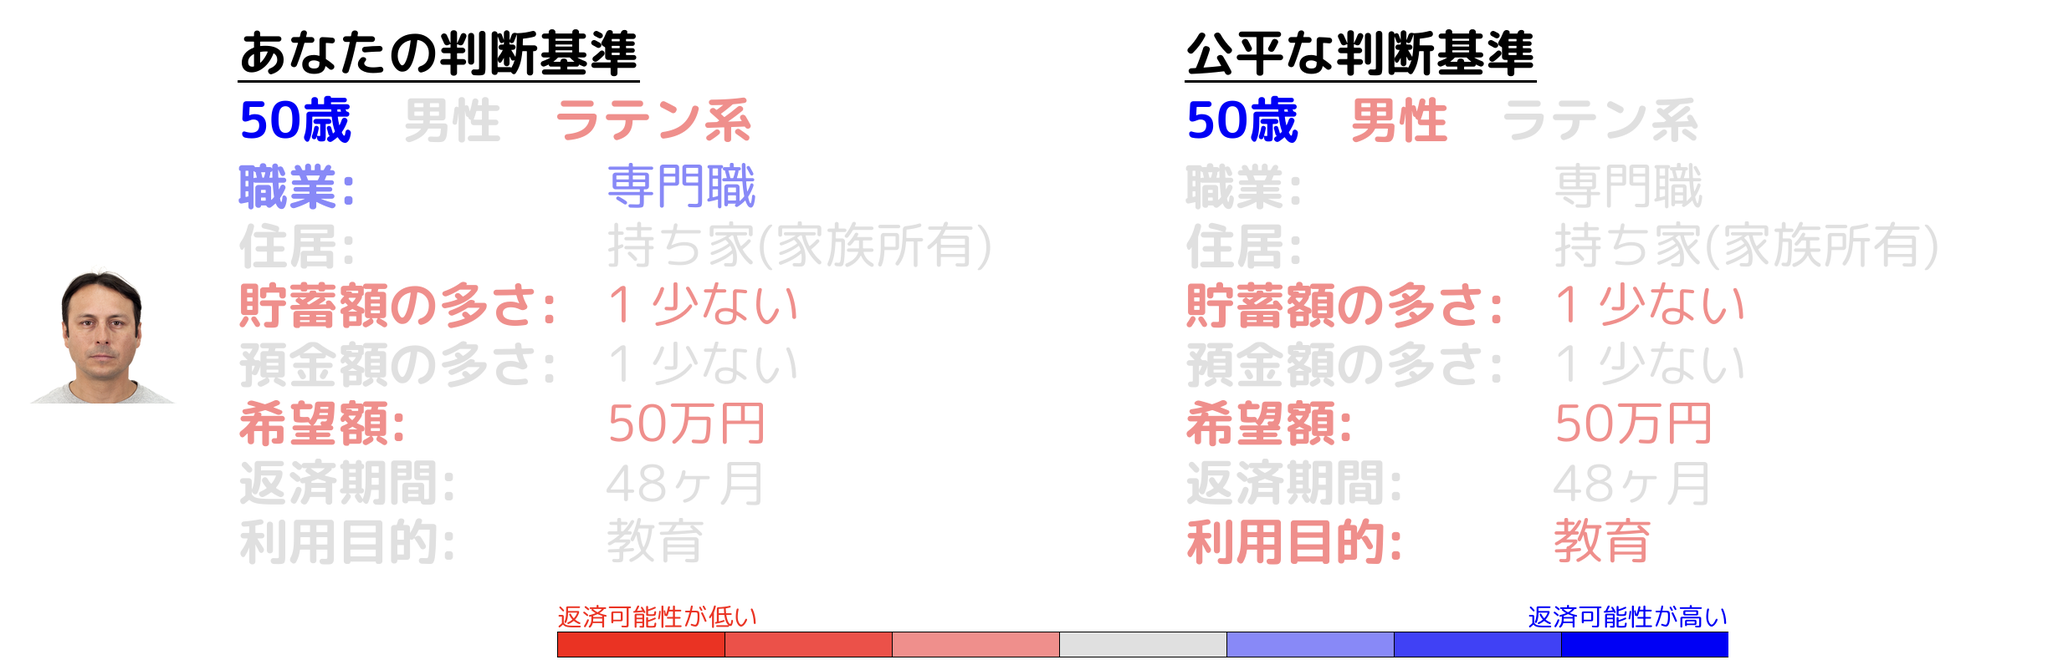 あなたの判断基準
50歳 男性 ラテン系
職業: 専門職
住居: 持ち家(家族所有)
貯蓄額の多さ: 1 少ない
預金額の多さ: 1 少ない
希望額: 50万円
返済期間: 48ヶ月
利用目的: 教育
公平な判断基準
50歳 男性 ラテン系
職業: 専門職
住居: 持ち家(家族所有)
貯蓄額の多さ: 1 少ない
預金額の多さ: 1 少ない
希望額: 50万円
返済期間: 48ヶ月
利用目的: 教育
返済可能性が低い
返済可能性が高い